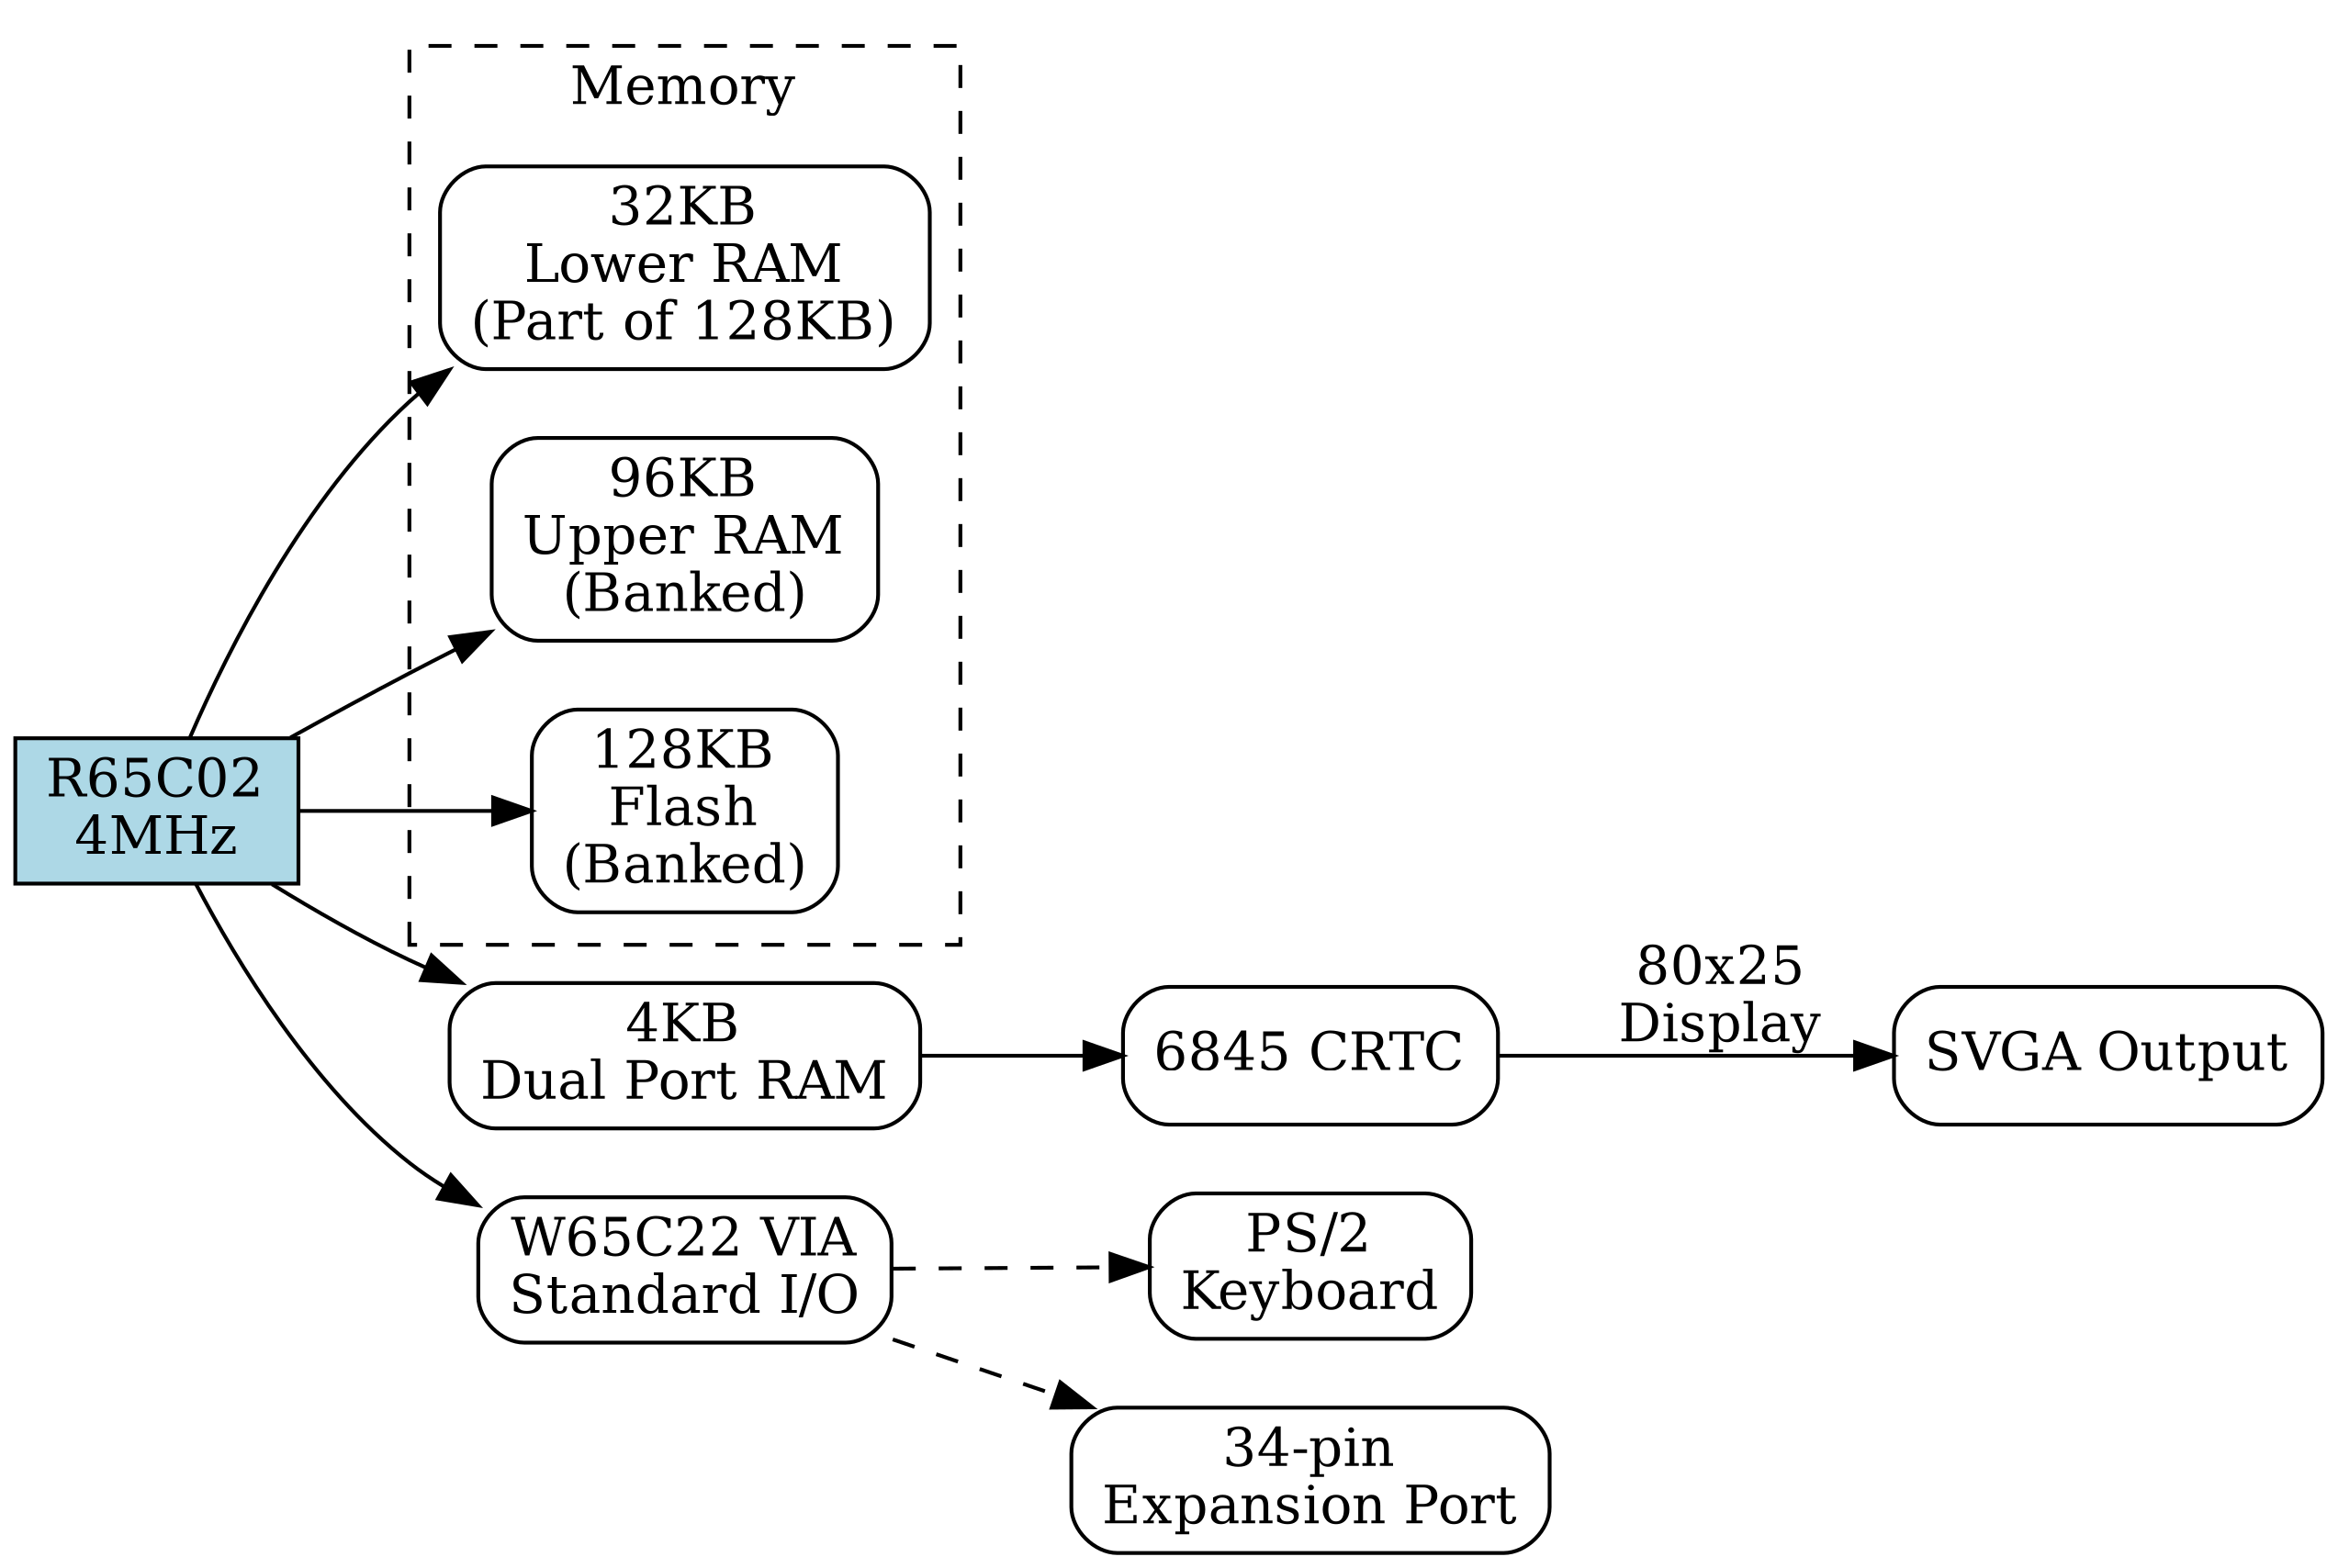 Memory
32KB
Lower RAM
(Part of 128KB)
96KB
Upper RAM
(Banked)
128KB
Flash
(Banked)
R65C02
4MHz
4KB
Dual Port RAM
6845 CRTC
80x25
Display
SVGA Output
W65C22 VIA
Standard I/O
PS/2
Keyboard
34-pin
Expansion Port